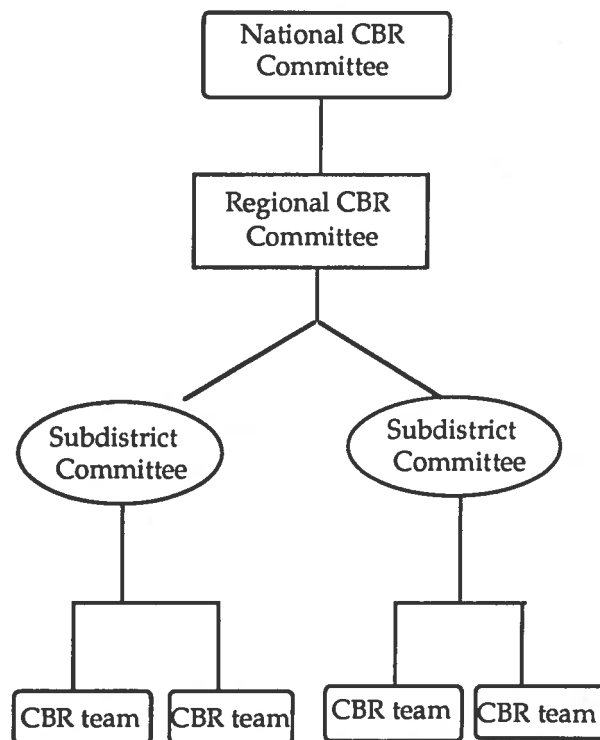 National CBR
Committee
Regional CBR
Committee
Subdistrict
Committee
Subdistrict
Committee
CBR team
CBR team
CBR team
CBR team